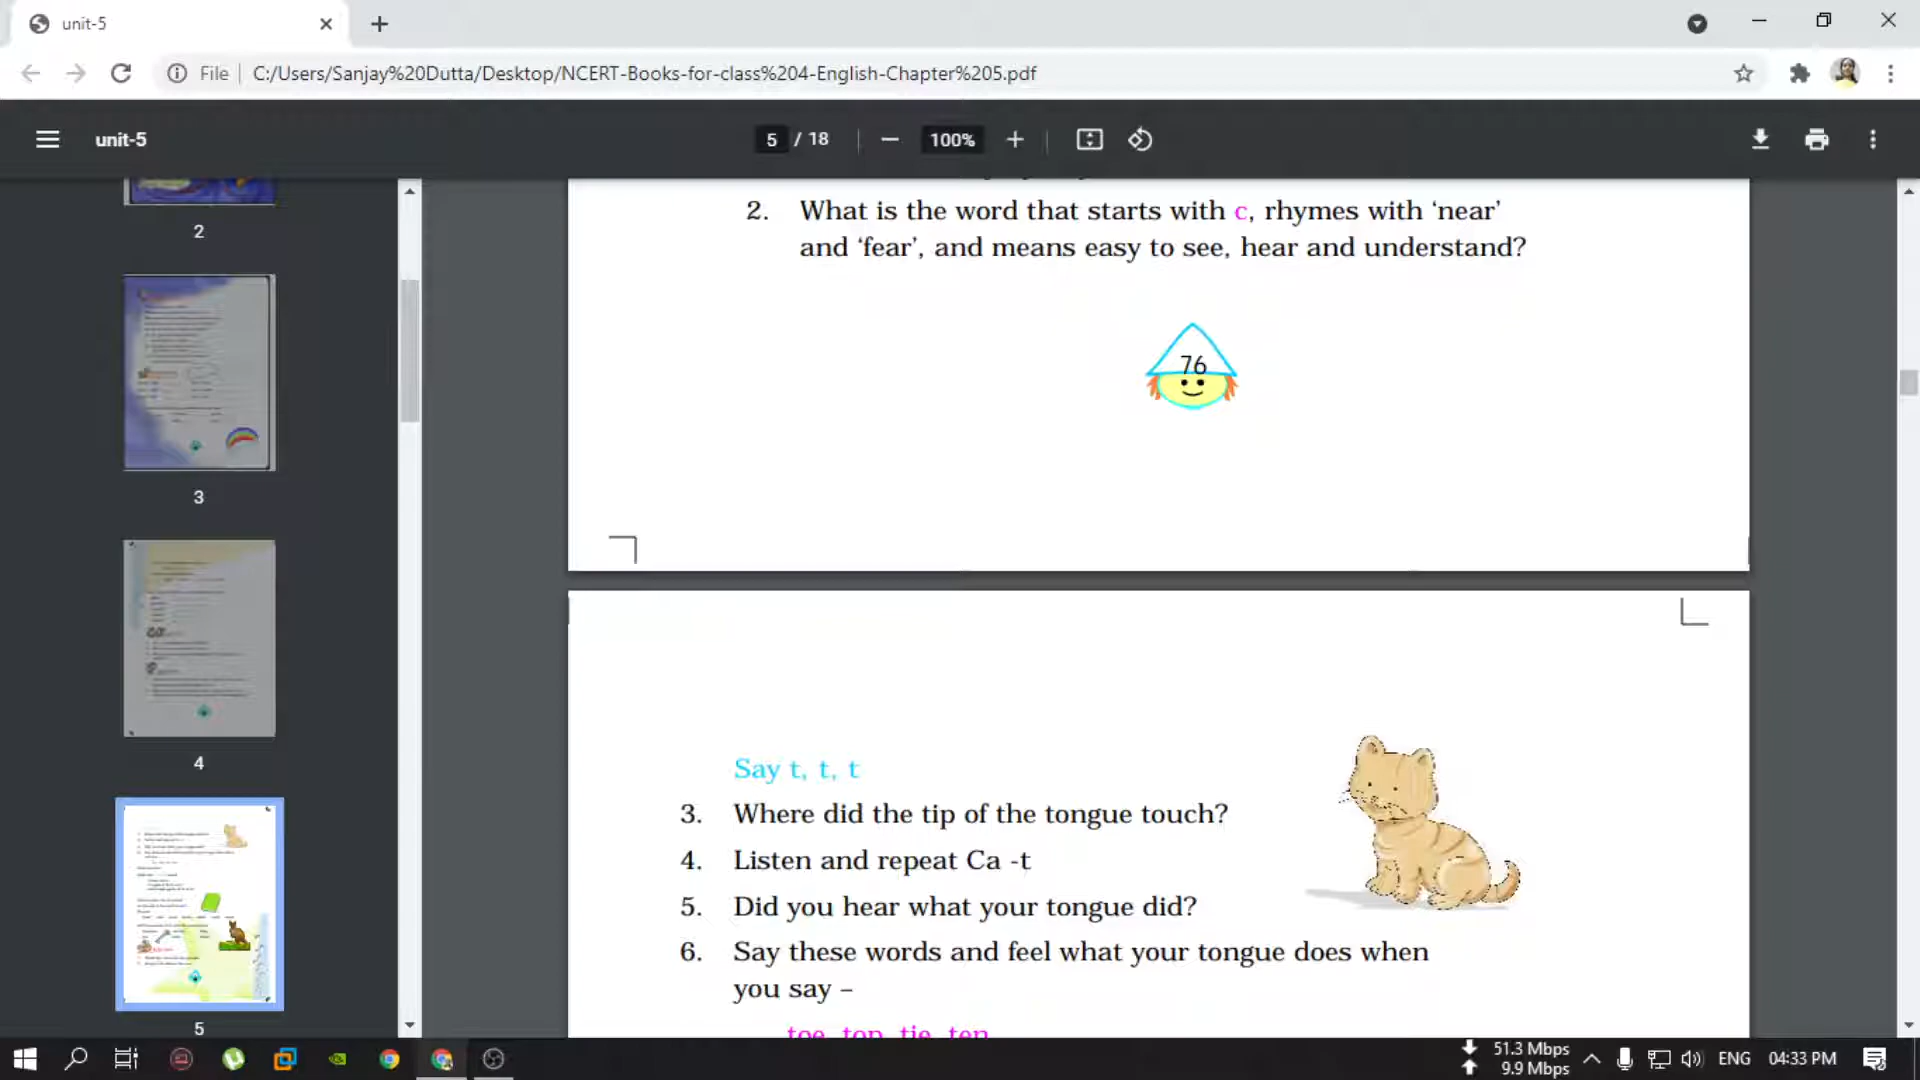 unit-5
File
C:/Users/Sanjay%20Dutta/Desktop/NCERT-Books-for-class%204-English-Chapter%205.pdf
unit-5
5 / 18
100%
2
3
4
5
2. What is the word that starts with c, rhymes with ‘near’
and ‘fear’, and means easy to see, hear and understand?
76
Say t, t, t
3. Where did the tip of the tongue touch?
4. Listen and repeat Ca -t
5. Did you hear what your tongue did?
6. Say these words and feel what your tongue does when
you say –
toe top tie ten
51.3 Mbps
9.9 Mbps
ENG
04:33 PM